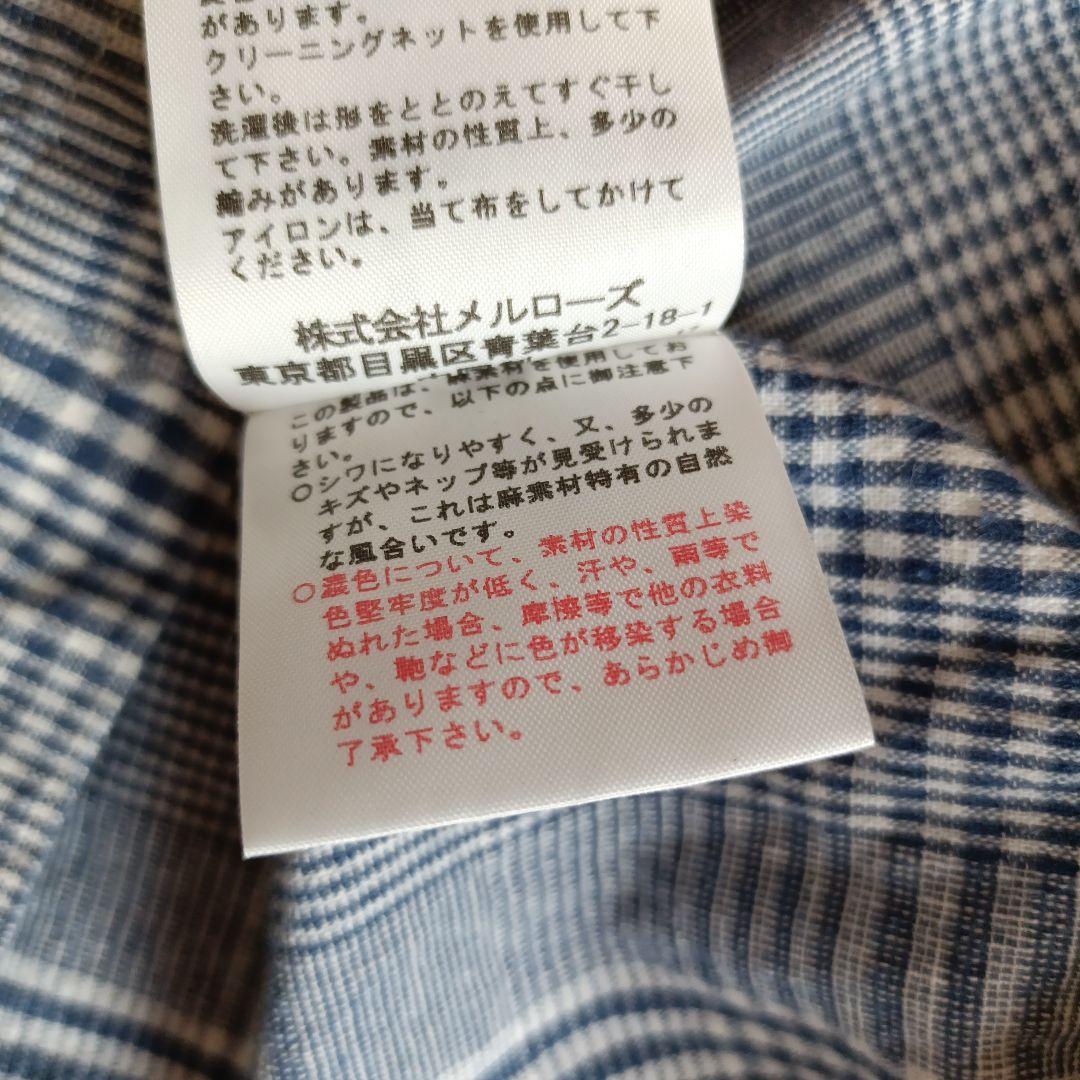 があります。
クリーニングネットを使用して下
さい。
洗濯後は形をととのえてすぐ干し
て下さい。素材の性質上、多少の
縮みがあります。
アイロンは、当て布をしてかけて
ください。
株式会社メルローズ
東京都目黒区青葉台2-18-1
この製品は、麻素材を使用してお
りますので、以下の点に御注意下
さい。
○シワになりやすく、又、多少の
キズやネップ等が見受けられま
すが、これは麻素材特有の自然
な風合いです。
○濃色について、素材の性質上染
色堅牢度が低く、汗や、雨等で
ぬれた場合、摩擦等で他の衣料
や、鞄などに色が移染する場合
がありますので、あらかじめ御
了承下さい。